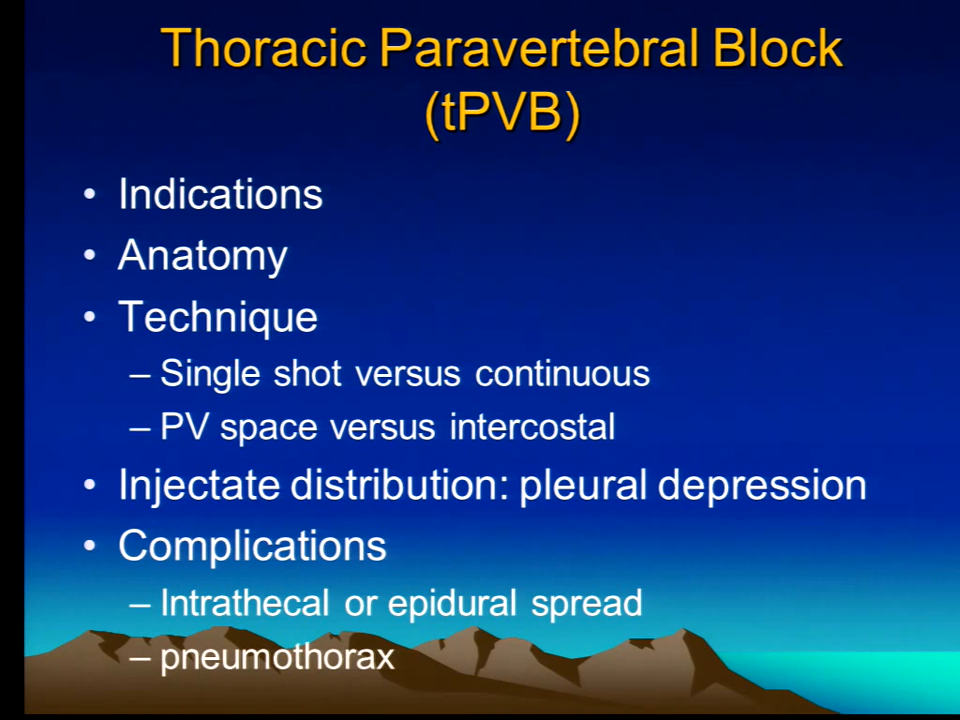 Thoracic Paravertebral Block
(tPVB)
• Indications
• Anatomy
• Technique
– Single shot versus continuous
– PV space versus intercostal
• Injectate distribution: pleural depression
• Complications
– Intrathecal or epidural spread
– pneumothorax